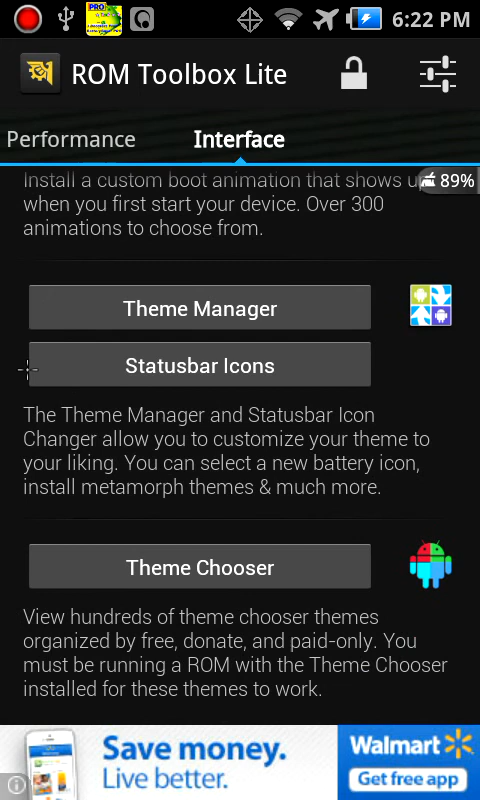 PRO
6:22 PM
ROM Toolbox Lite
Performance
Interface
Install a custom boot animation that shows
89%
when you first start your device. Over 300
animations to choose from.
Theme Manager
Statusbar Icons
The Theme Manager and Statusbar Icon
Changer allow you to customize your theme to
your liking. You can select a new battery icon,
install metamorph themes & much more.
Theme Chooser
View hundreds of theme chooser themes
organized by free, donate, and paid-only. You
must be running a ROM with the Theme Chooser
installed for these themes to work.
Save money.
Live better.
Walmart
Get free app